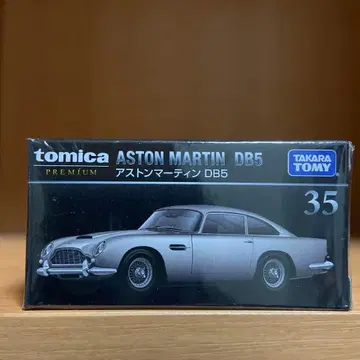 tomica ASTON MARTIN DB5
PREMIUM アストンマーティン DB5
TAKARA
TOMY
35